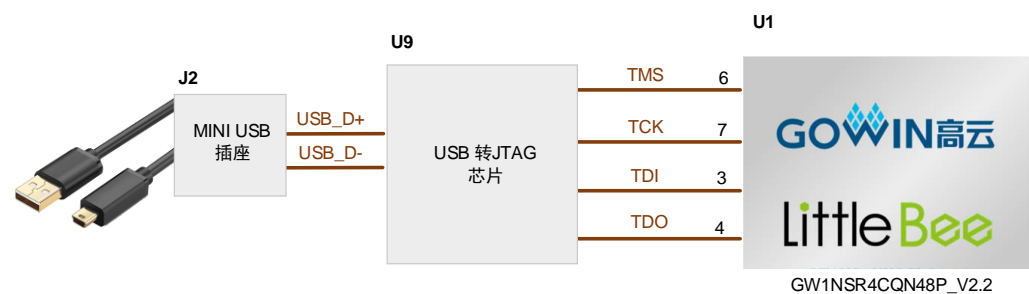 U1
U9
J2
TMS 6
MINI USB
插座
USB_D+
USB_D-
USB 转JTAG
芯片
TCK 7
TDI 3
TDO 4
GOWIN高云
LittleBee
GW1NSR4CQN48P_V2.2